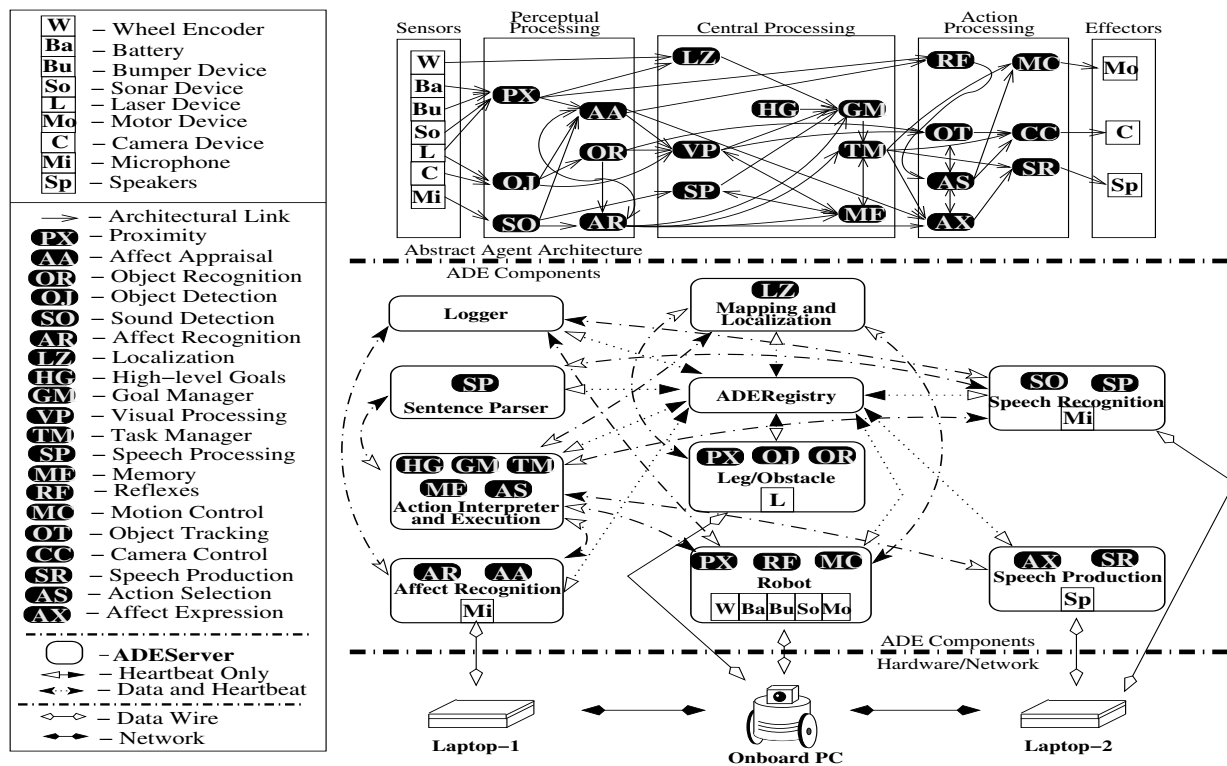 W – Wheel Encoder
Ba – Battery
Bu – Bumper Device
So – Sonar Device
L – Laser Device
Mo – Motor Device
C – Camera Device
Mi – Microphone
Sp – Speakers
– Architectural Link
PX – Proximity
AA – Affect Appraisal
OR – Object Recognition
OJ – Object Detection
SO – Sound Detection
AR – Affect Recognition
LZ – Localization
HG – High–level Goals
GM – Goal Manager
VP – Visual Processing
TM – Task Manager
SP – Speech Processing
MF – Memory
RF – Reflexes
MC – Motion Control
OT – Object Tracking
CC – Camera Control
SR – Speech Production
AS – Action Selection
AX – Affect Expression
– ADEServer
– Heartbeat Only
– Data and Heartbeat
– Data Wire
– Network
Sensors
Perceptual
Processing
Central Processing
Action
Processing
Effectors
W
Ba
Bu
So
L
C
Mi
PX
AA
OR
OJ
SO
AR
LZ
HG
GM
VP
TM
SP
MF
RF
MC
OT
CC
AS
SR
AX
Mo
C
Sp
Abstract Agent Architecture
ADE Components
Logger
LZ
Mapping and
Localization
SP
Sentence Parser
ADERegistry
SO SP
Speech Recognition
Mi
HG GM TM
MF AS
Action Interpreter
and Execution
PX OJ OR
Leg/Obstacle
L
AR AA
Affect Recognition
Mi
PX RF MC
Robot
W Ba Bu So Mo
AX SR
Speech Production
Sp
ADE Components
Hardware/Network
Laptop–1
Onboard PC
Laptop–2